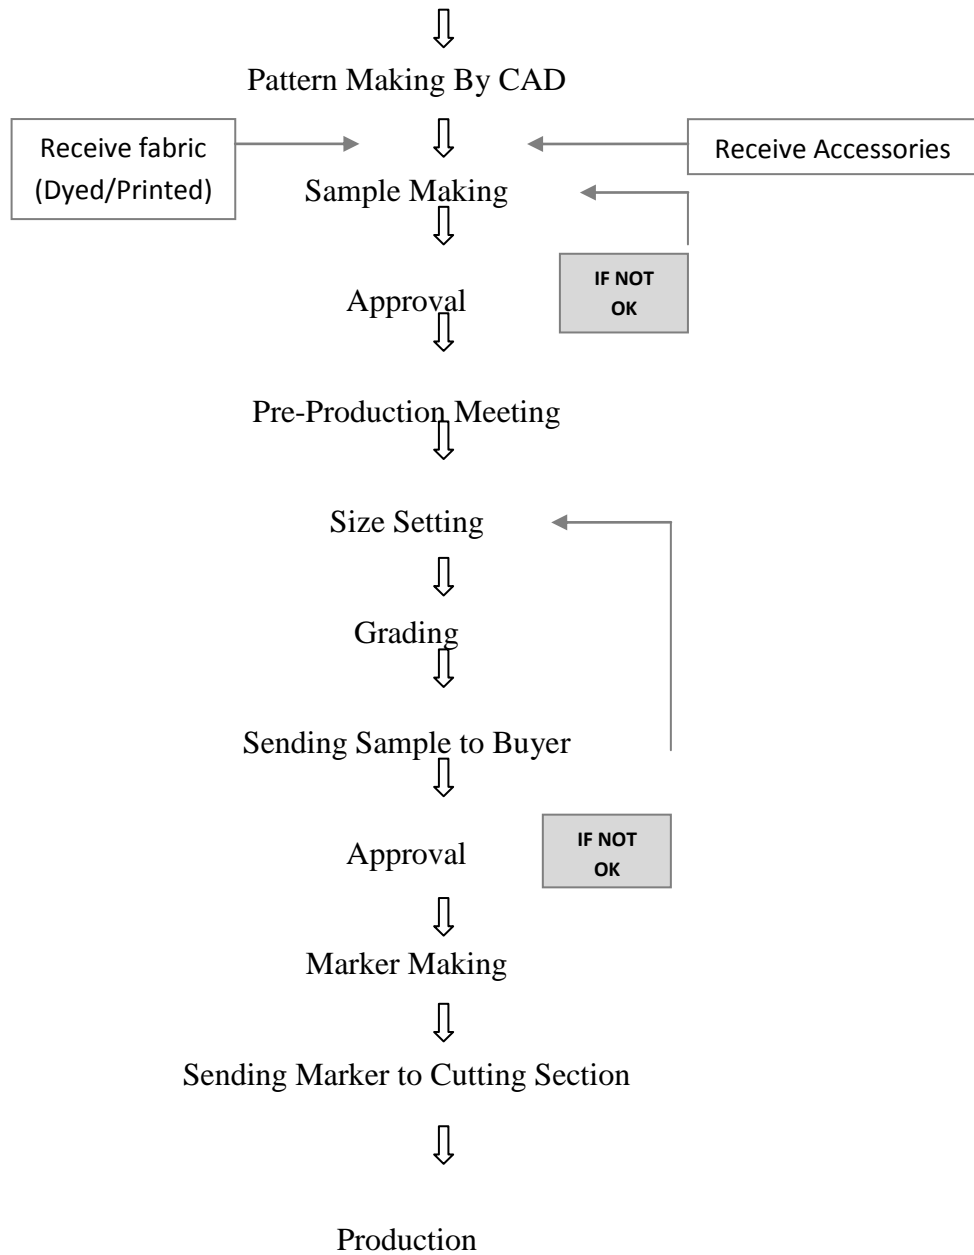 Pattern Making By CAD
Receive fabric
(Dyed/Printed)
Receive Accessories
Sample Making
Approval
IF NOT
OK
Pre-Production Meeting
Size Setting
Grading
Sending Sample to Buyer
Approval
IF NOT
OK
Marker Making
Sending Marker to Cutting Section
Production